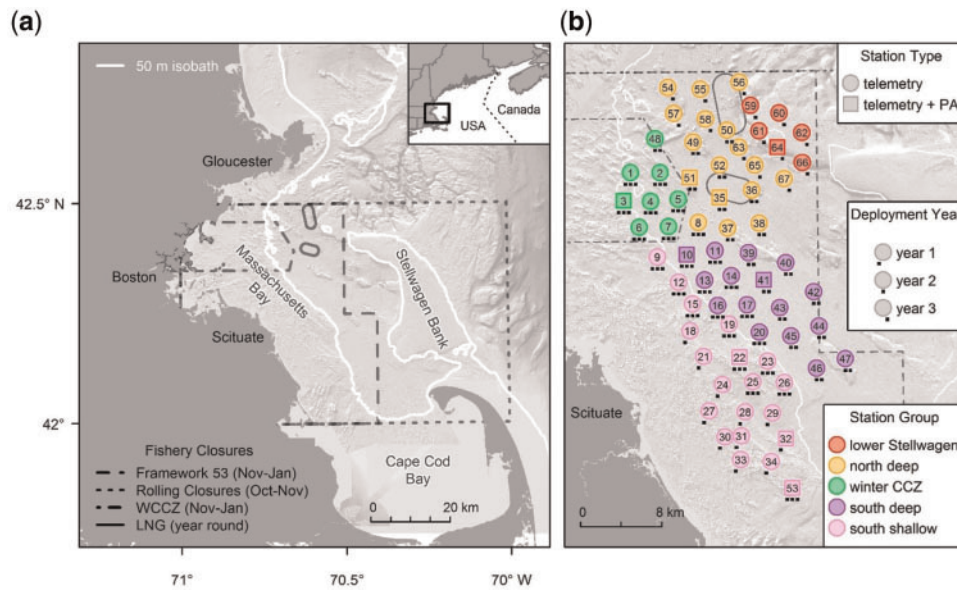 (a)
50 m isobath
Canada
USA
Gloucester
42.5° N
Boston
Massachusetts
Bay
Stellwagen Bank
Scituate
42°
Fishery Closures
Framework 53 (Nov-Jan)
Rolling Closures (Oct-Nov)
WCCZ (Nov-Jan)
LNG (year round)
Cape Cod
Bay
0 20 km
71° 70.5° 70° W
(b)
Station Type
telemetry
telemetry + PA
54 55 56
57 58 59 60
48 49 50 61 62
63 64
1 2 51 52 65 66
3 4 5 35 36 67
6 7 8 37 38
9 10 11 39 40
12 13 14 41
15 16 17 43 42
18 19 20 45 44
21 22 23 46 47
24 25 26
27 28 29
30 31 32
33 34
53
Deployment Year
year 1
year 2
year 3
Scituate
0 8 km
Station Group
lower Stellwagen
north deep
winter CCZ
south deep
south shallow